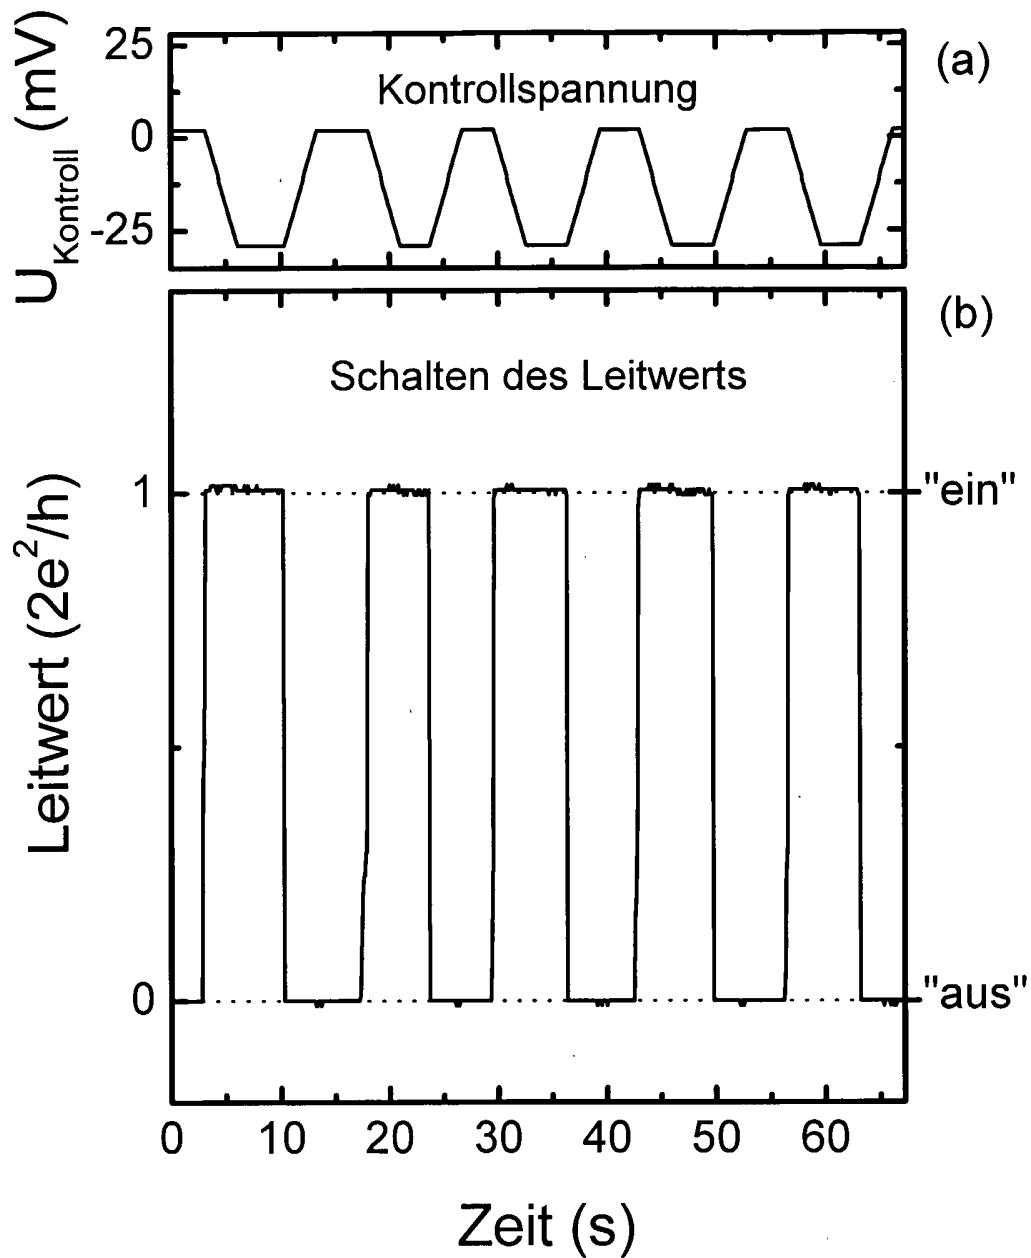 U_Kontroll (mV)
25
0
-25
Kontrollspannung
(a)
(b)
Schalten des Leitwerts
Leitwert (2e²/h)
1
0
"ein"
"aus"
0 10 20 30 40 50 60
Zeit (s)